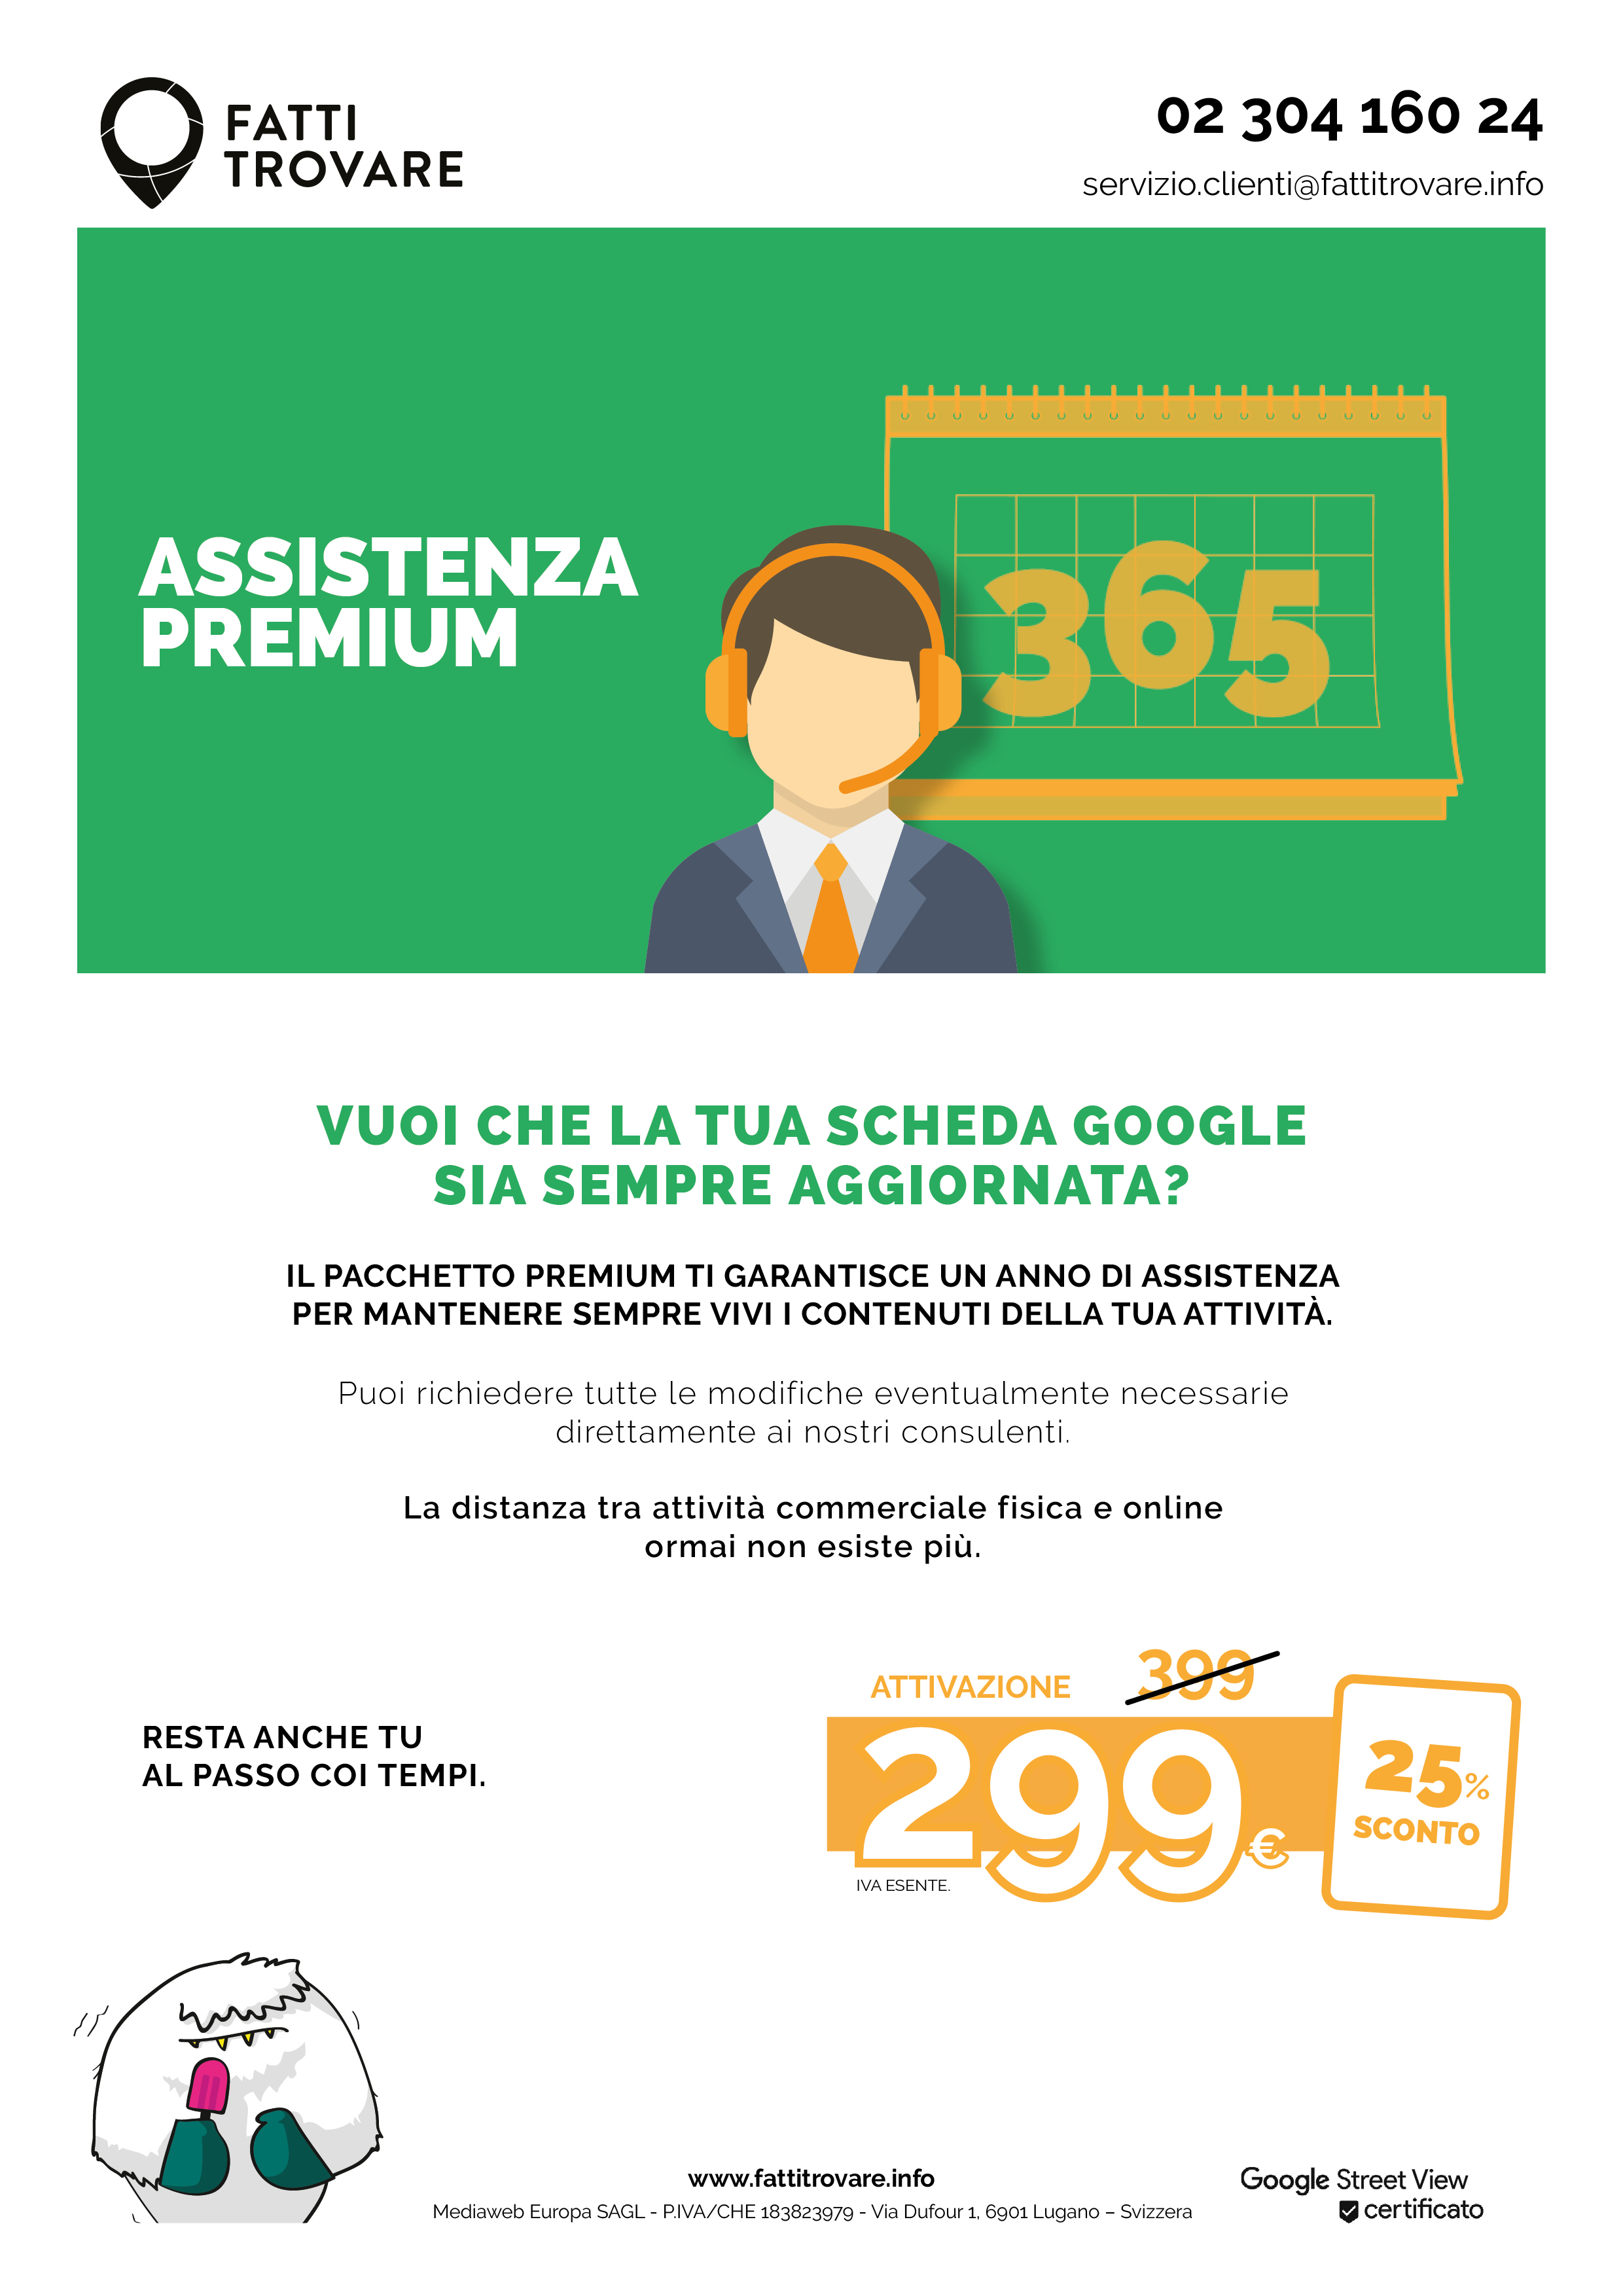 FATTI
TROVARE
02 304 160 24
servizio.clienti@fattitrovare.info
ASSISTENZA
PREMIUM
365
VUOI CHE LA TUA SCHEDA GOOGLE
SIA SEMPRE AGGIORNATA?
IL PACCHETTO PREMIUM TI GARANTISCE UN ANNO DI ASSISTENZA
PER MANTENERE SEMPRE VIVI I CONTENUTI DELLA TUA ATTIVITÀ.
Puoi richiedere tutte le modifiche eventualmente necessarie
direttamente ai nostri consulenti.
La distanza tra attività commerciale fisica e online
ormai non esiste più.
RESTA ANCHE TU
AL PASSO COI TEMPI.
ATTIVAZIONE 399
299€
IVA ESENTE.
25%
SCONTO
www.fattitrovare.info
Mediaweb Europa SAGL - P.IVA/CHE 183823979 - Via Dufour 1, 6901 Lugano – Svizzera
Google Street View
certificato